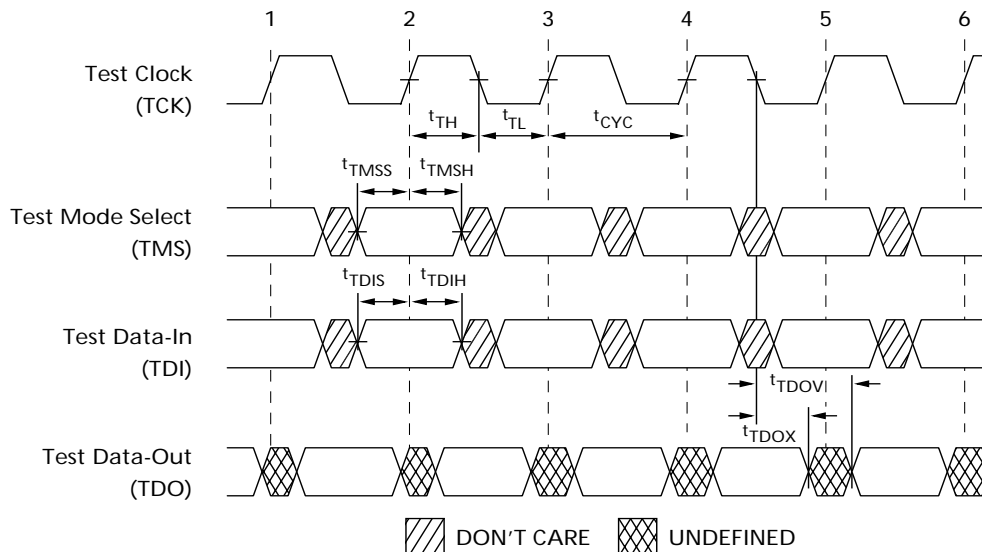 1 2 3 4 5 6
Test Clock
(TCK)
tTH tTL tCYC
tTMSS tTMSH
Test Mode Select
(TMS)
tTDIS tTDIH
Test Data-In
(TDI)
tTDOV
tTDOX
Test Data-Out
(TDO)
DON'T CARE UNDEFINED